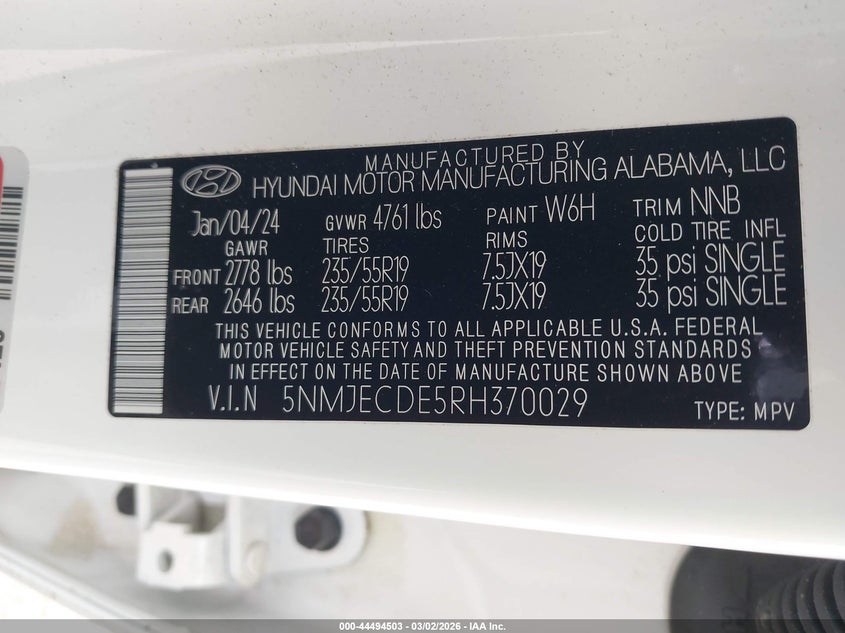 MANUFACTURED BY
HYUNDAI MOTOR MANUFACTURING ALABAMA, LLC
Jan/04/24 GVWR 4761 lbs PAINT W6H TRIM NNB
GAWR TIRES RIMS COLD TIRE INFL
FRONT 2778 lbs 235/55R19 7.5JX19 35 psi SINGLE
REAR 2646 lbs 235/55R19 7.5JX19 35 psi SINGLE
THIS VEHICLE CONFORMS TO ALL APPLICABLE U.S.A. FEDERAL
MOTOR VEHICLE SAFETY AND THEFT PREVENTION STANDARDS
IN EFFECT ON THE DATE OF MANUFACTURE SHOWN ABOVE
V.I.N 5NMJECDE5RH370029 TYPE: MPV
000-44494503 - 03/02/2026 - IAA Inc.